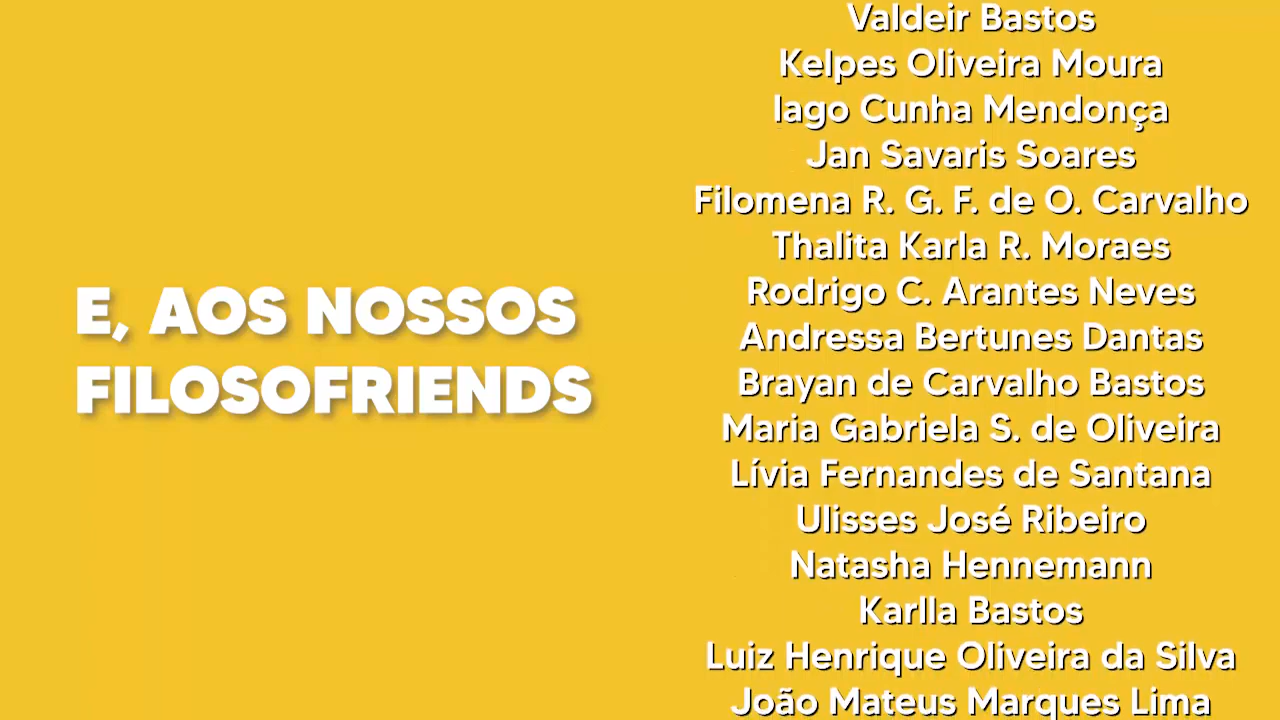 E, AOS NOSSOS
FILOSOFRIENDS
Valdeir Bastos
Kelpes Oliveira Moura
Iago Cunha Mendonça
Jan Savaris Soares
Filomena R. G. F. de O. Carvalho
Thalita Karla R. Moraes
Rodrigo C. Arantes Neves
Andressa Bertunes Dantas
Brayan de Carvalho Bastos
Maria Gabriela S. de Oliveira
Lívia Fernandes de Santana
Ulisses José Ribeiro
Natasha Hennemann
Karlla Bastos
Luiz Henrique Oliveira da Silva
João Mateus Marques Lima